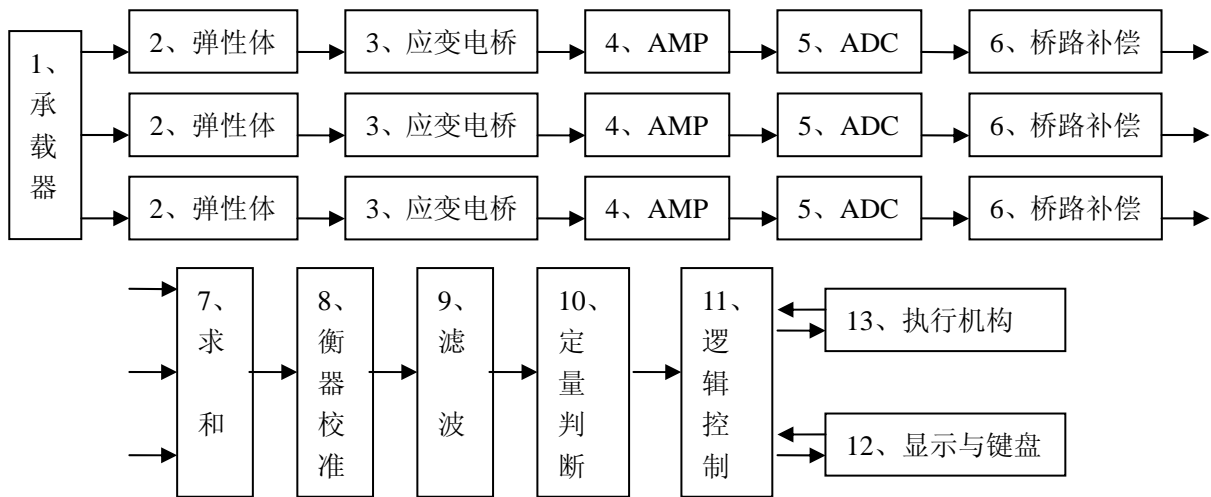 1、承载器
2、弹性体
3、应变电桥
4、AMP
5、ADC
6、桥路补偿
2、弹性体
3、应变电桥
4、AMP
5、ADC
6、桥路补偿
2、弹性体
3、应变电桥
4、AMP
5、ADC
6、桥路补偿
7、求和
8、衡器校准
9、滤波
10、定量判断
11、逻辑控制
13、执行机构
12、显示与键盘